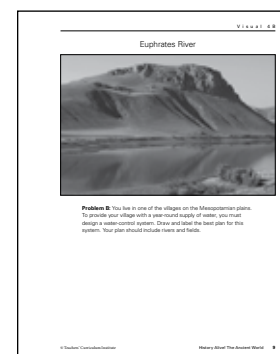 Visual 4B
Euphrates River
Problem B: You live in one of the villages on the Mesopotamian plains.
To provide your village with a year-round supply of water, you must
design a water-control system. Draw and label the best plan for this
system. Your plan should include rivers and fields.
© Teachers' Curriculum Institute History Alive! The Ancient World